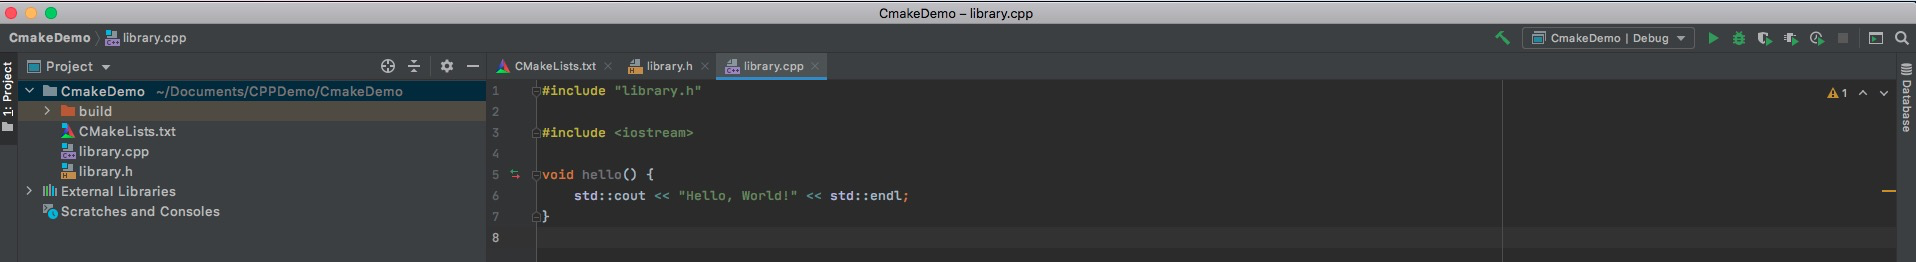 CmakeDemo – library.cpp
CmakeDemo library.cpp
CmakeDemo | Debug
1: Project
Project
CmakeDemo ~/Documents/CPPDemo/CmakeDemo
build
CMakeLists.txt
library.cpp
library.h
External Libraries
Scratches and Consoles
CMakeLists.txt library.h library.cpp
1 #include "library.h"
2
3 #include <iostream>
4
5 void hello() {
6 std::cout << "Hello, World!" << std::endl;
7 }
8
1
Database